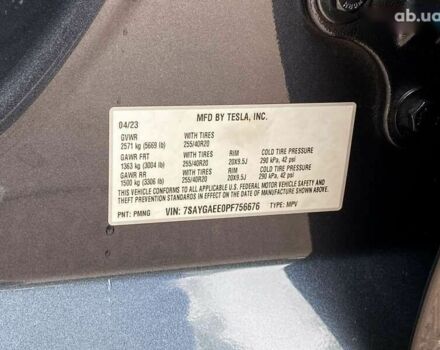 ab.ua
MFD BY TESLA, INC.
04/23
GVWR WITH TIRES
2571 kg (5669 lb) 255/40R20
GAWR FRT WITH TIRES RIM COLD TIRE PRESSURE
1363 kg (3004 lb) 255/40R20 20X9.5J 290 kPa, 42 psi
GAWR RR WITH TIRES RIM COLD TIRE PRESSURE
1500 kg (3306 lb) 255/40R20 20X9.5J 290 kPa, 42 psi
THIS VEHICLE CONFORMS TO ALL APPLICABLE U.S. FEDERAL MOTOR VEHICLE SAFETY AND
THEFT PREVENTION STANDARDS IN EFFECT ON THE DATE OF MANUFACTURE SHOWN ABOVE.
PNT: PMNG VIN: 7SAYGAEE0PF756676 TYPE: MPV